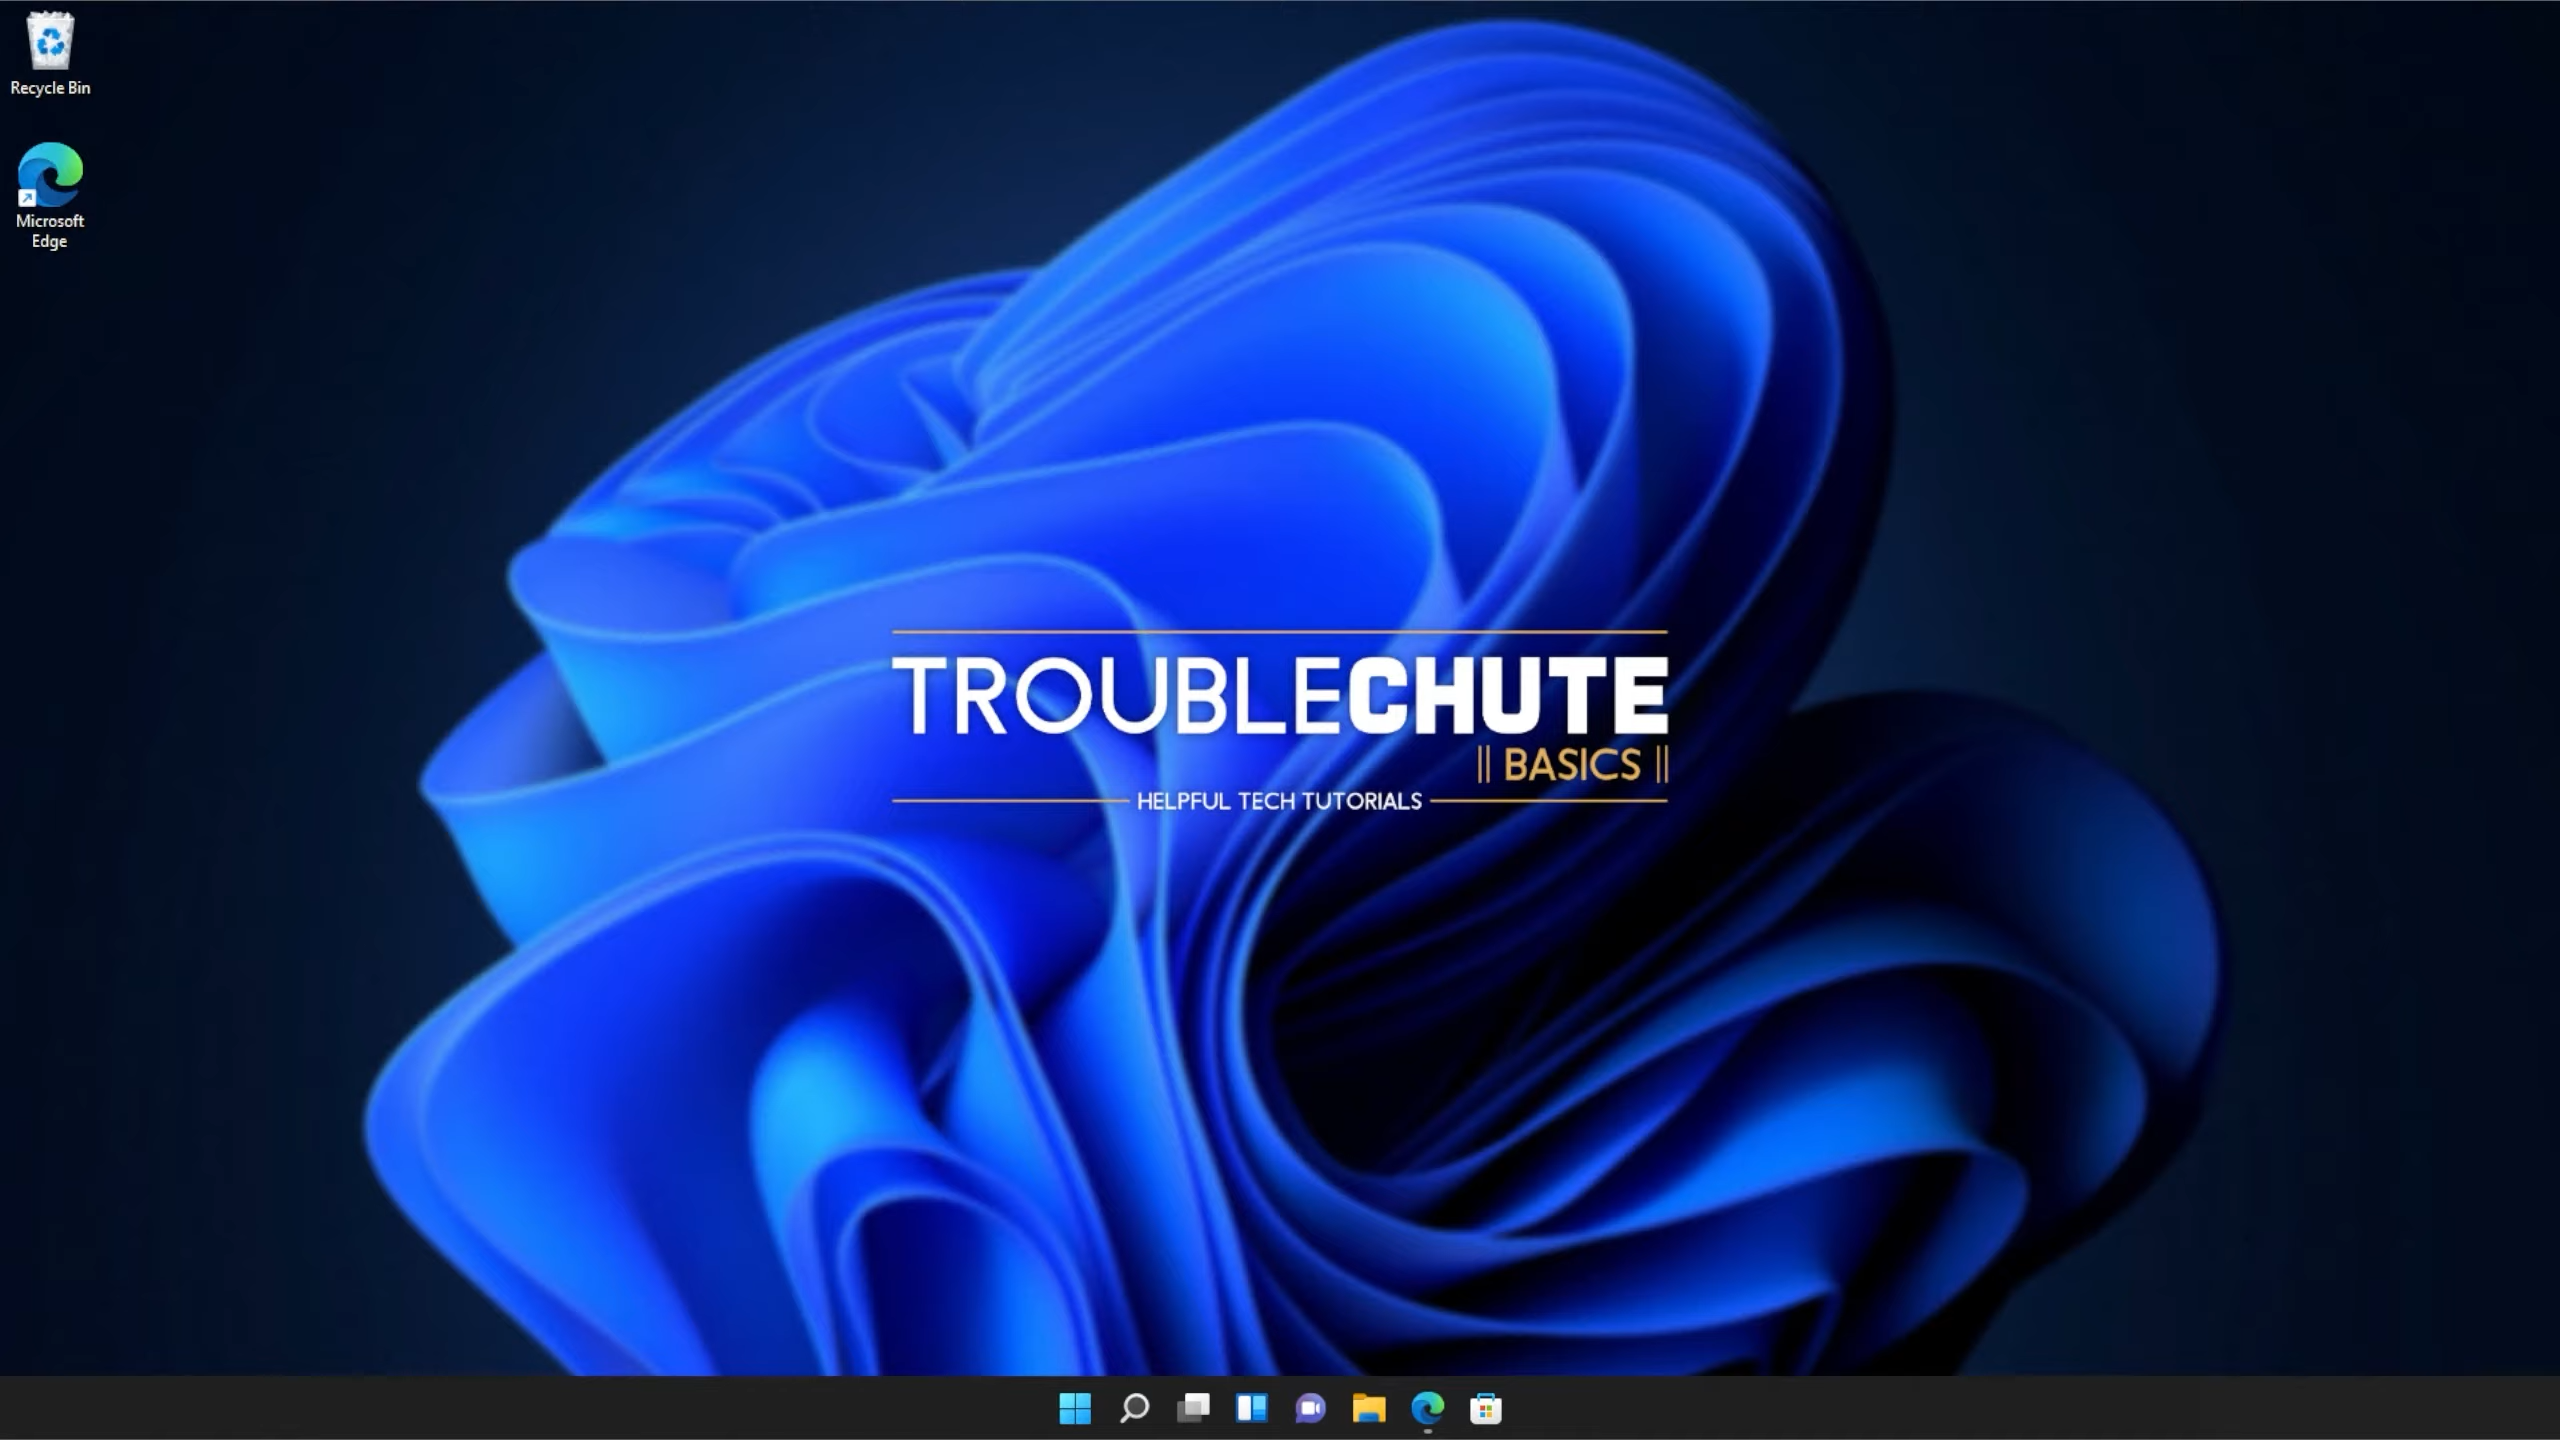 Recycle Bin
Microsoft
Edge
TROUBLECHUTE
|| BASICS ||
HELPFUL TECH TUTORIALS